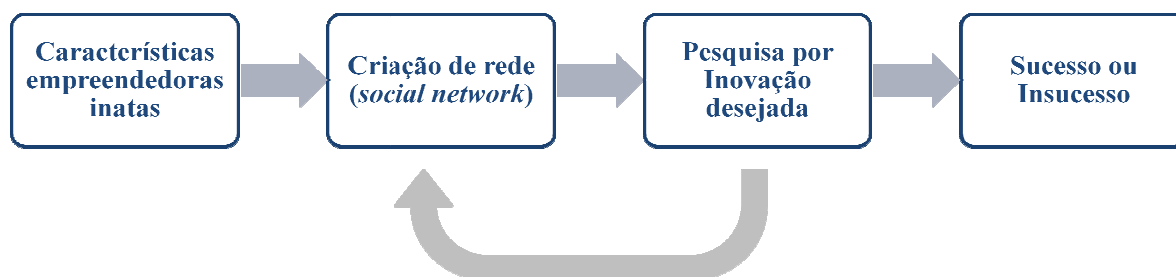 Características
empreendedoras
inatas
Criação de rede
(social network)
Pesquisa por
Inovação
desejada
Sucesso ou
Insucesso